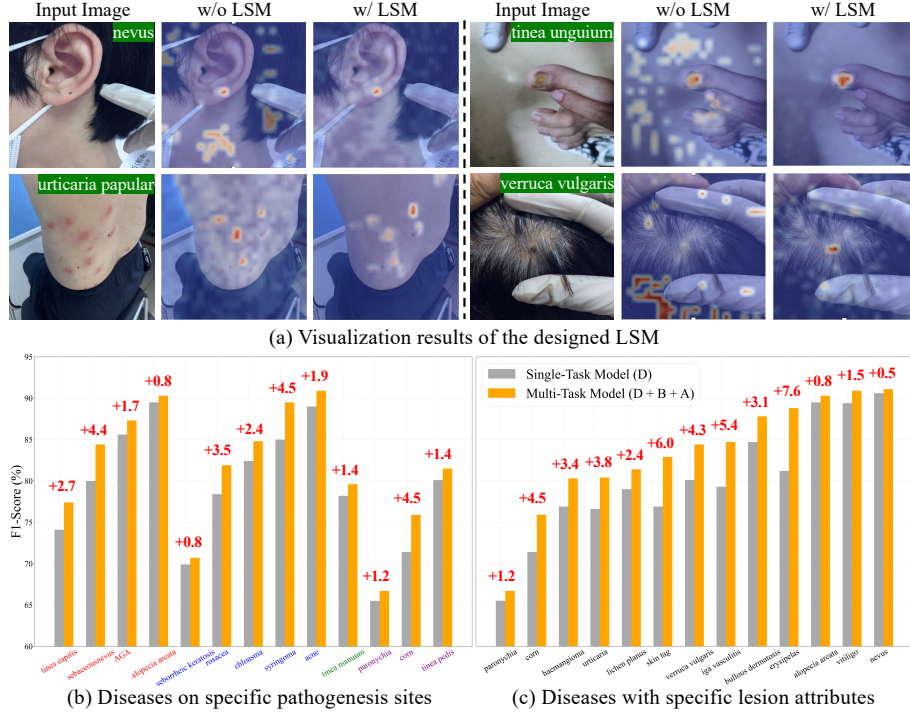 Input Image w/o LSM w/ LSM Input Image w/o LSM w/ LSM
nevus
tinea unguium
urticaria papular
verruca vulgaris
(a) Visualization results of the designed LSM
F1-Score (%)
95
90
85
80
75
70
65
60
+2.7
+4.4
+1.7
+0.8
+0.8
+3.5
+2.4
+4.5
+1.9
+1.4
+1.2
+4.5
+1.4
tinea capitis
sebaceousnevus
AGA
alopecia areata
seborrheic keratosis
rosacea
chloasma
syringoma
acne
tinea manuum
paronychia
corn
tinea pedis
(b) Diseases on specific pathogenesis sites
Single-Task Model (D)
Multi-Task Model (D + B + A)
+1.2
+4.5
+3.4
+3.8
+2.4
+6.0
+4.3
+5.4
+3.1
+7.6
+0.8
+1.5
+0.5
paronychia
corn
haemangioma
urticaria
lichen planus
skin tag
verruca vulgaris
iga vasculitis
bullous dermatosis
erysipelas
alopecia areata
vitiligo
nevus
(c) Diseases with specific lesion attributes